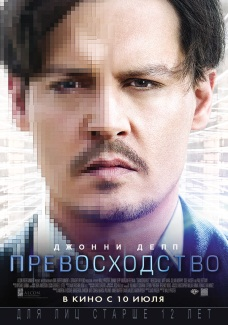 ДЖОННИ ДЕПП
ПРЕВОСХОДСТВО
В КИНО С 10 ИЮЛЯ
ДЛЯ ЛИЦ СТАРШЕ 12 ЛЕТ